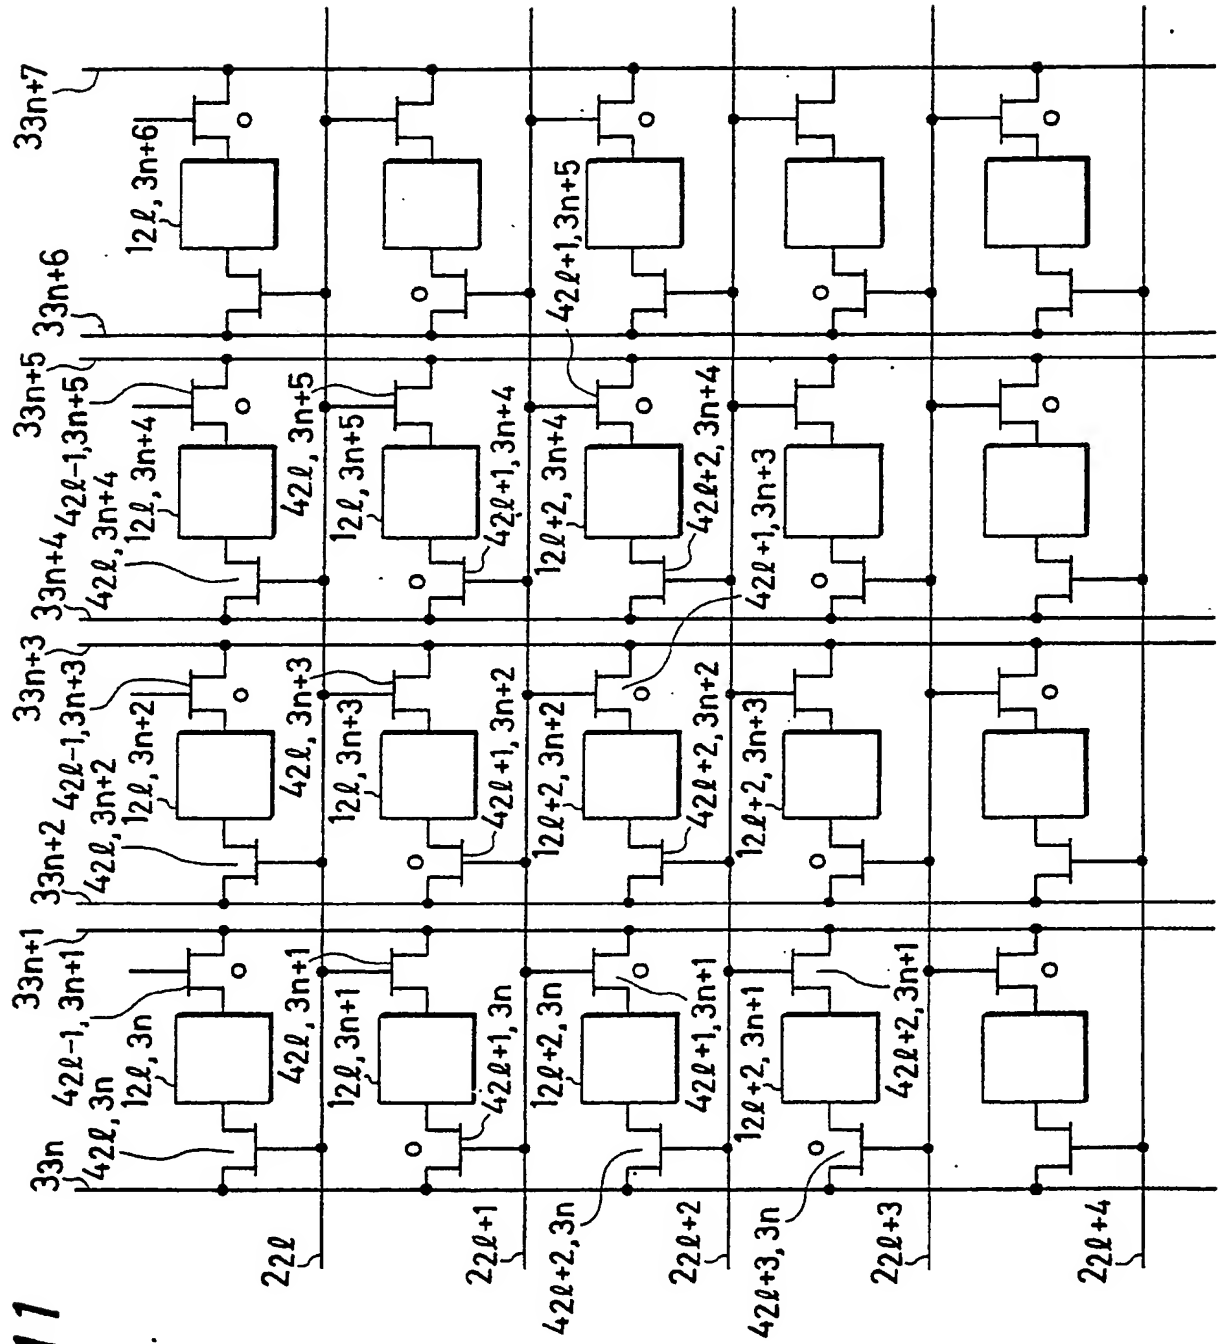 33n+7
33n+6
33n+5
33n+4
33n+3
33n+2
33n+1
33n
12ℓ, 3n+6
42ℓ-1, 3n+5
12ℓ, 3n+4
42ℓ, 3n+4
42ℓ-1, 3n+3
12ℓ, 3n+2
42ℓ, 3n+2
42ℓ-1, 3n+1
12ℓ, 3n
42ℓ, 3n
42ℓ, 3n+5
12ℓ, 3n+5
42ℓ+1, 3n+4
42ℓ, 3n+3
12ℓ, 3n+3
42ℓ+1, 3n+2
42ℓ, 3n+1
12ℓ, 3n+1
42ℓ+1, 3n
42ℓ+1, 3n+5
12ℓ+2, 3n+4
42ℓ+2, 3n+4
42ℓ+1, 3n+3
12ℓ+2, 3n+2
42ℓ+2, 3n+2
12ℓ+2, 3n
42ℓ+1, 3n+1
42ℓ+2, 3n
12ℓ+2, 3n+3
12ℓ+2, 3n+1
42ℓ+2, 3n+1
42ℓ+3, 3n
22ℓ
22ℓ+1
22ℓ+2
22ℓ+3
22ℓ+4
11